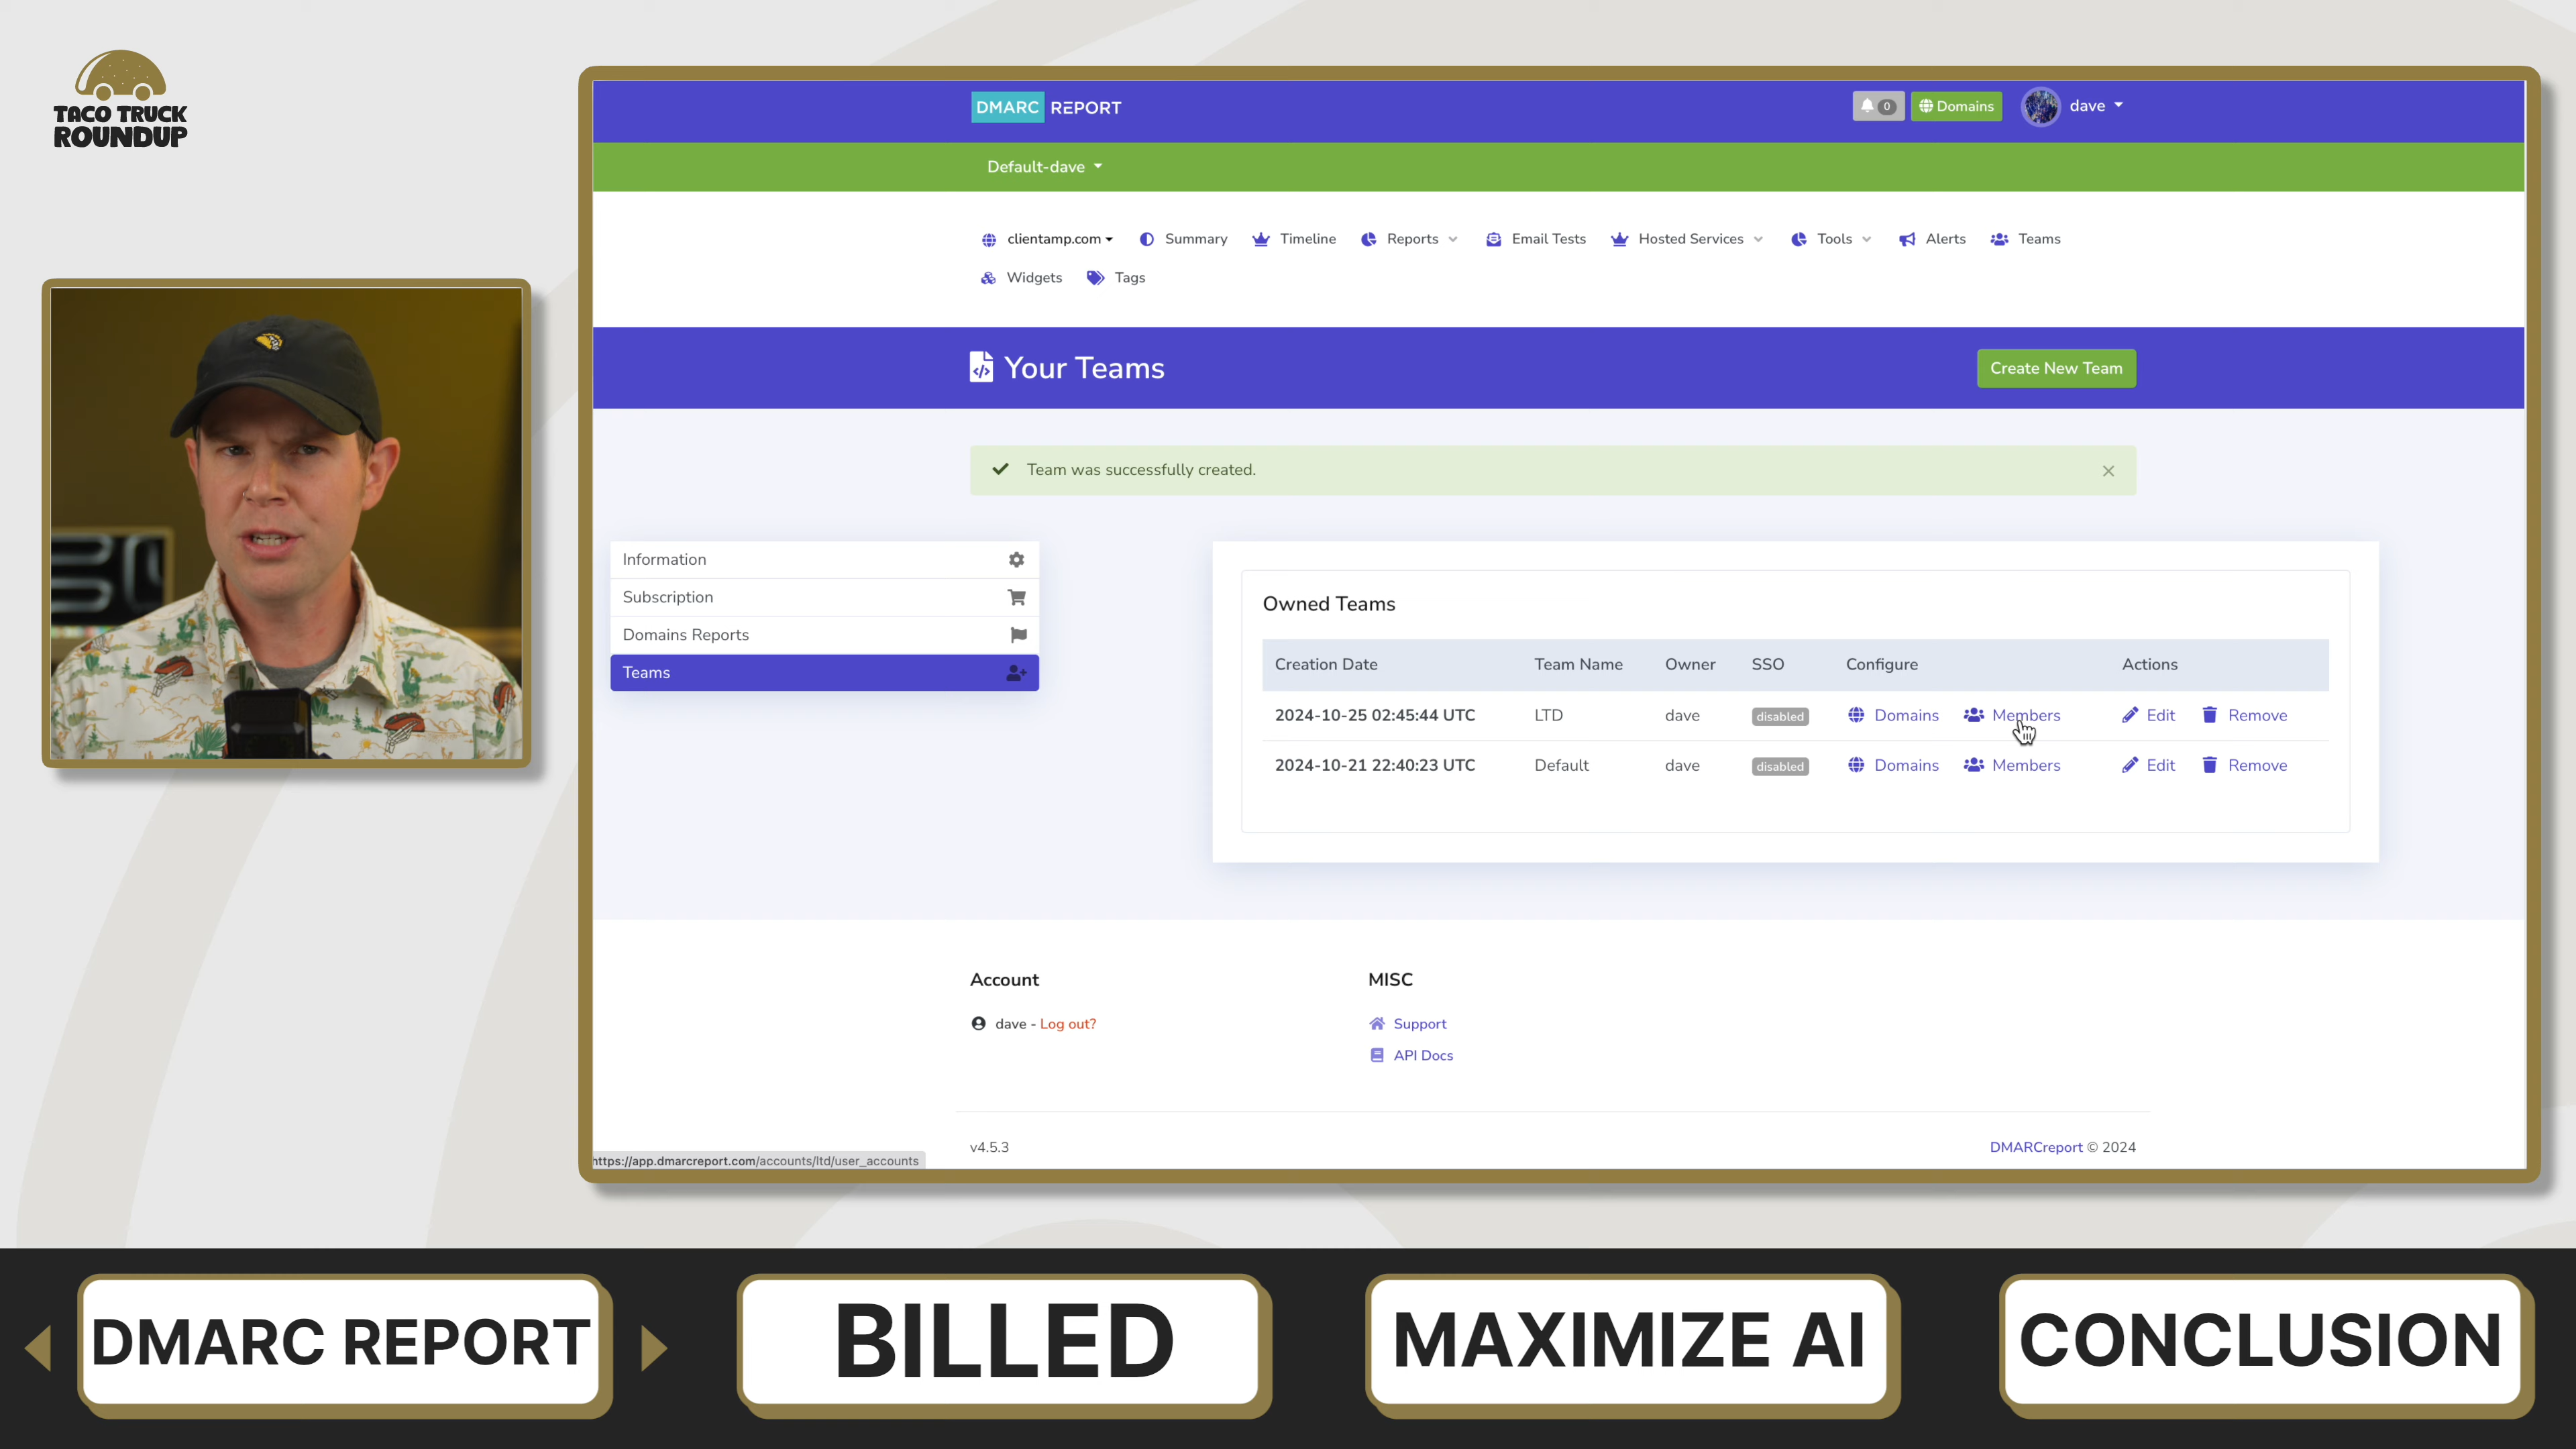 TACO TRUCK
ROUNDUP
DMARC REPORT
0
Domains
dave
Default-dave
clientamp.com
Summary
Timeline
Reports
Email Tests
Hosted Services
Tools
Alerts
Teams
Widgets
Tags
Your Teams
Create New Team
Team was successfully created.
Information
Subscription
Domains Reports
Teams
Owned Teams
Creation Date Team Name Owner SSO Configure Actions
2024-10-25 02:45:44 UTC LTD dave disabled Domains Members Edit Remove
2024-10-21 22:40:23 UTC Default dave disabled Domains Members Edit Remove
Account
dave - Log out?
MISC
Support
API Docs
v4.5.3
DMARCreport © 2024
https://app.dmarcreport.com/accounts/ltd/user_accounts
DMARC REPORT
BILLED
MAXIMIZE AI
CONCLUSION